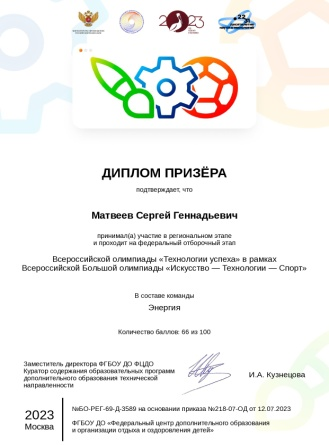 2023
ДИПЛОМ ПРИЗЁРА
подтверждает, что
Матвеев Сергей Геннадьевич
принимал(а) участие в региональном этапе
и проходит на федеральный отборочный этап
Всероссийской олимпиады «Технологии успеха» в рамках
Всероссийской Большой олимпиады «Искусство — Технологии — Спорт»
В составе команды
Энергия
Количество баллов: 66 из 100
Заместитель директора ФГБОУ ДО ФЦДО
Куратор содержания образовательных программ
дополнительного образования технической
направленности
И.А. Кузнецова
2023
Москва
№БО-РЕГ-69-Д-3589 на основании приказа №218-07-ОД от 12.07.2023
ФГБОУ ДО «Федеральный центр дополнительного образования
и организации отдыха и оздоровления детей»